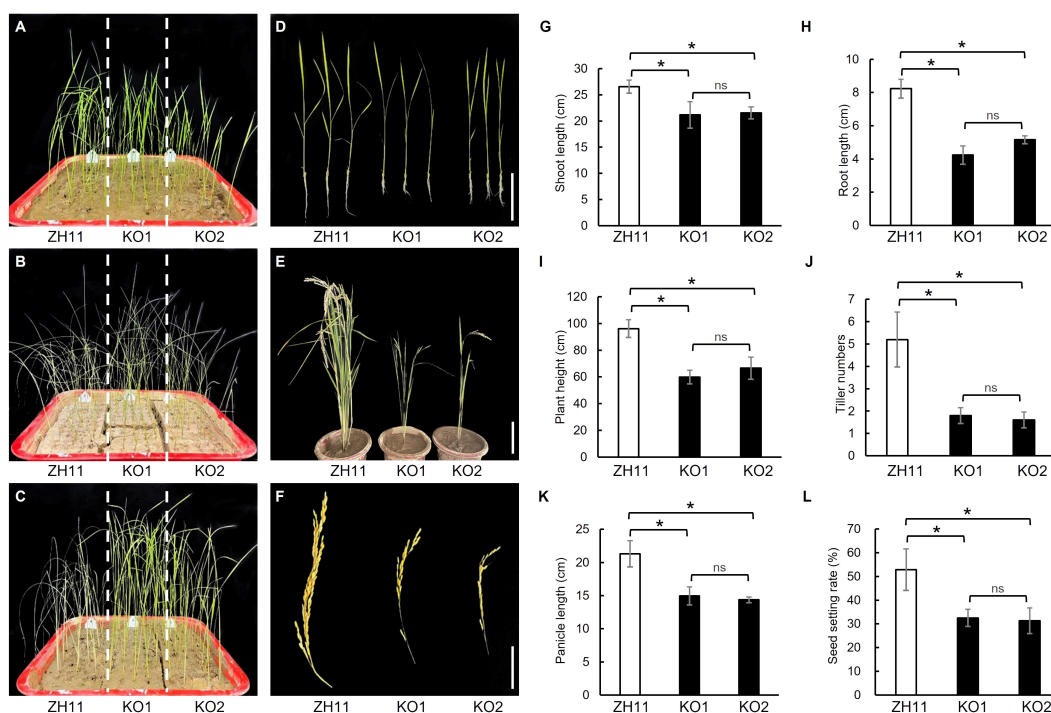 A
ZH11 KO1 KO2
B
ZH11 KO1 KO2
C
ZH11 KO1 KO2
D
ZH11 KO1 KO2
E
ZH11 KO1 KO2
F
ZH11 KO1 KO2
G
Shoot length (cm)
30
25
20
15
10
5
0
*
*
ns
ZH11 KO1 KO2
H
Root length (cm)
10
8
6
4
2
0
*
*
ns
ZH11 KO1 KO2
I
Plant height (cm)
120
100
80
60
40
20
0
*
*
ns
ZH11 KO1 KO2
J
Tiller numbers
7
6
5
4
3
2
1
0
*
*
ns
ZH11 KO1 KO2
K
Panicle length (cm)
25
20
15
10
5
0
*
*
ns
ZH11 KO1 KO2
L
Seed setting rate (%)
70
60
50
40
30
20
10
0
*
*
ns
ZH11 KO1 KO2